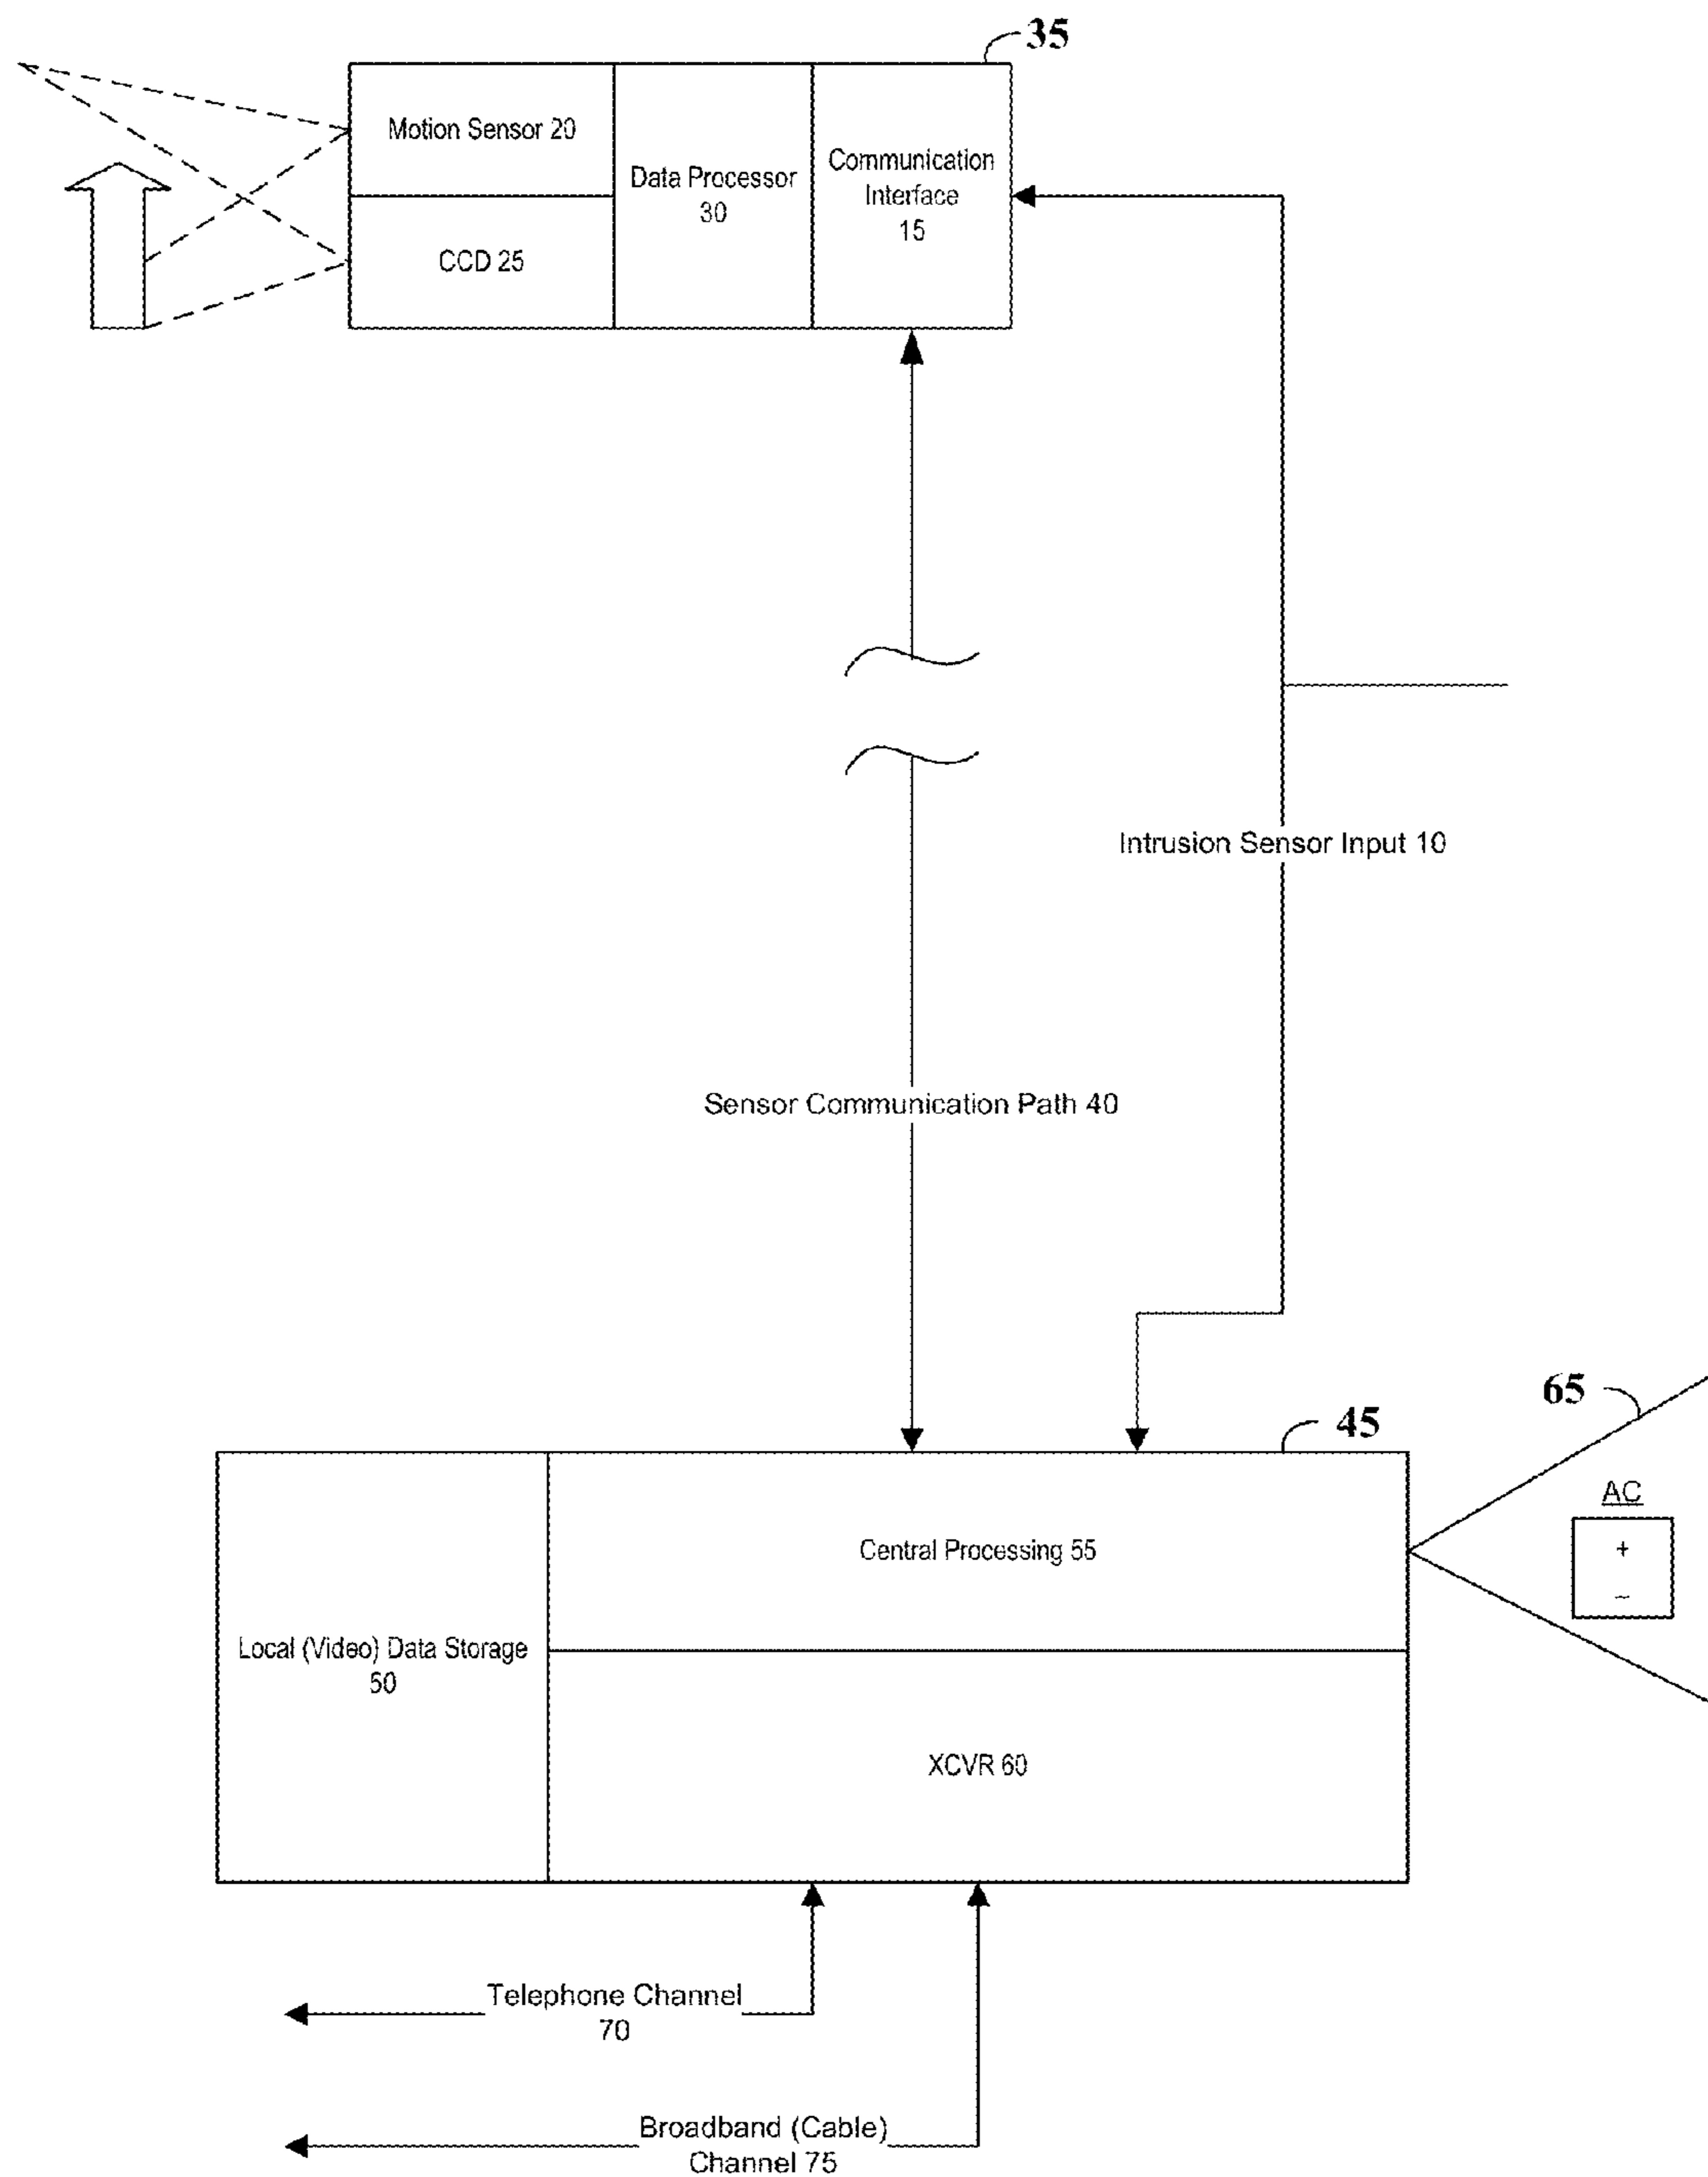 35
Motion Sensor 20
Data Processor
30
Communication
Interface
15
CCD 25
Intrusion Sensor Input 10
Sensor Communication Path 40
65
45
AC
+
–
Central Processing 55
Local (Video) Data Storage
50
XCVR 60
Telephone Channel
70
Broadband (Cable)
Channel 75